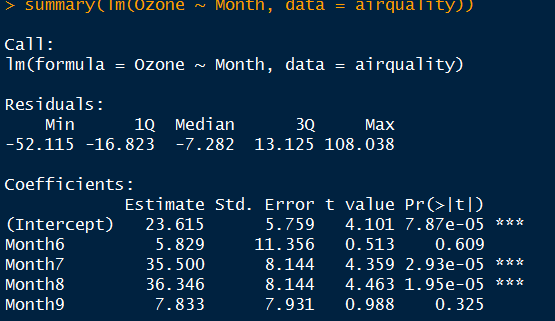 > summary(lm(Ozone ~ Month, data = airquality))
Call:
lm(formula = Ozone ~ Month, data = airquality)
Residuals:
    Min      1Q  Median      3Q     Max
-52.115 -16.823  -7.282  13.125 108.038
Coefficients:
            Estimate Std. Error t value Pr(>|t|)
(Intercept)   23.615      5.759   4.101 7.87e-05 ***
Month6         5.829     11.356   0.513    0.609
Month7        35.500      8.144   4.359 2.93e-05 ***
Month8        36.346      8.144   4.463 1.95e-05 ***
Month9         7.833      7.931   0.988    0.325